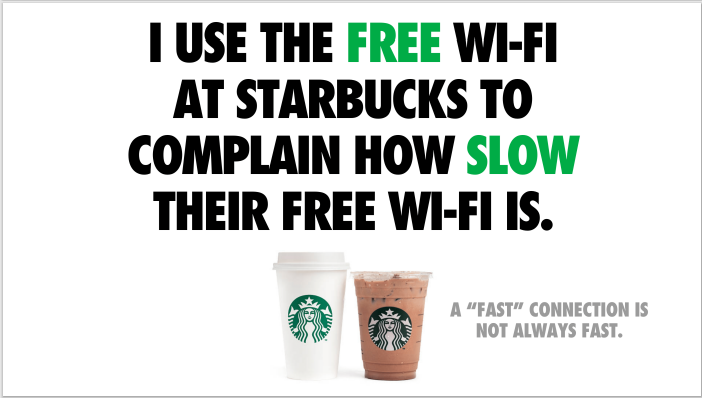 I USE THE FREE WI-FI
AT STARBUCKS TO
COMPLAIN HOW SLOW
THEIR FREE WI-FI IS.
A “FAST” CONNECTION IS
NOT ALWAYS FAST.